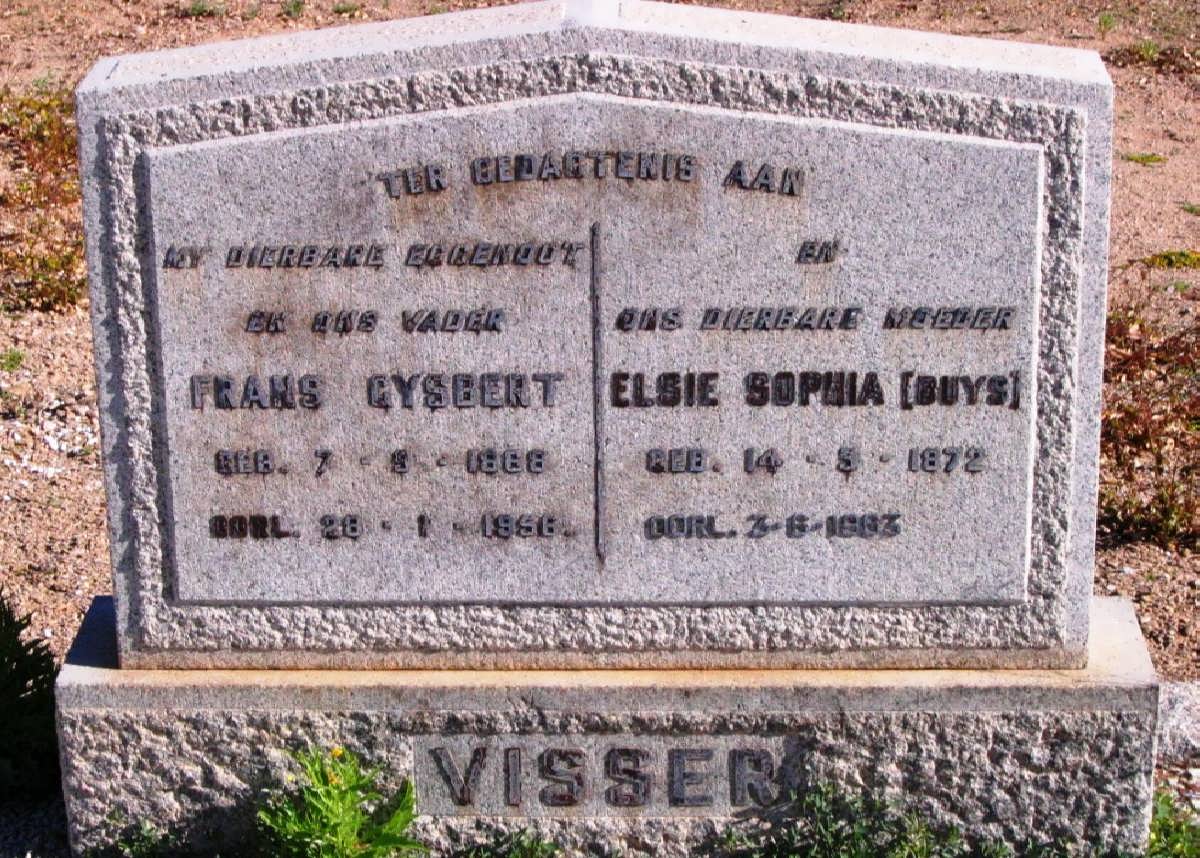 TER GEDAGTENIS AAN
MY DIERBARE EGGENOOT
EN ONS VADER
FRANS GYSBERT
GEB. 7 - 9 - 1868
OORL. 28 - 1 - 1956.
EN
ONS DIERBARE MOEDER
ELSIE SOPHIA [BUYS]
GEB. 14 - 5 - 1872
OORL. 3-6-1963
VISSER